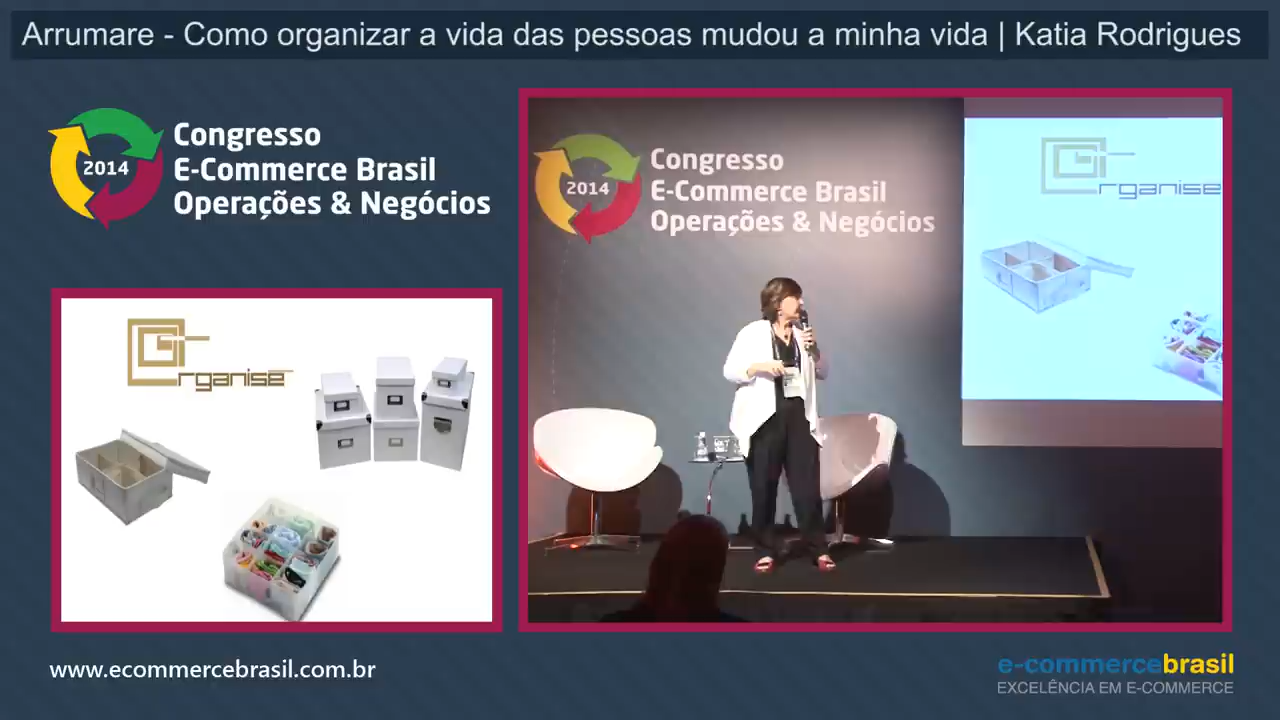 Arrumare - Como organizar a vida das pessoas mudou a minha vida | Katia Rodrigues
2014
Congresso
E-Commerce Brasil
Operações & Negócios
2014
Congresso
E-Commerce Brasil
Operações & Negócios
Organise
Organise
www.ecommercebrasil.com.br
e-commercebrasil
EXCELÊNCIA EM E-COMMERCE